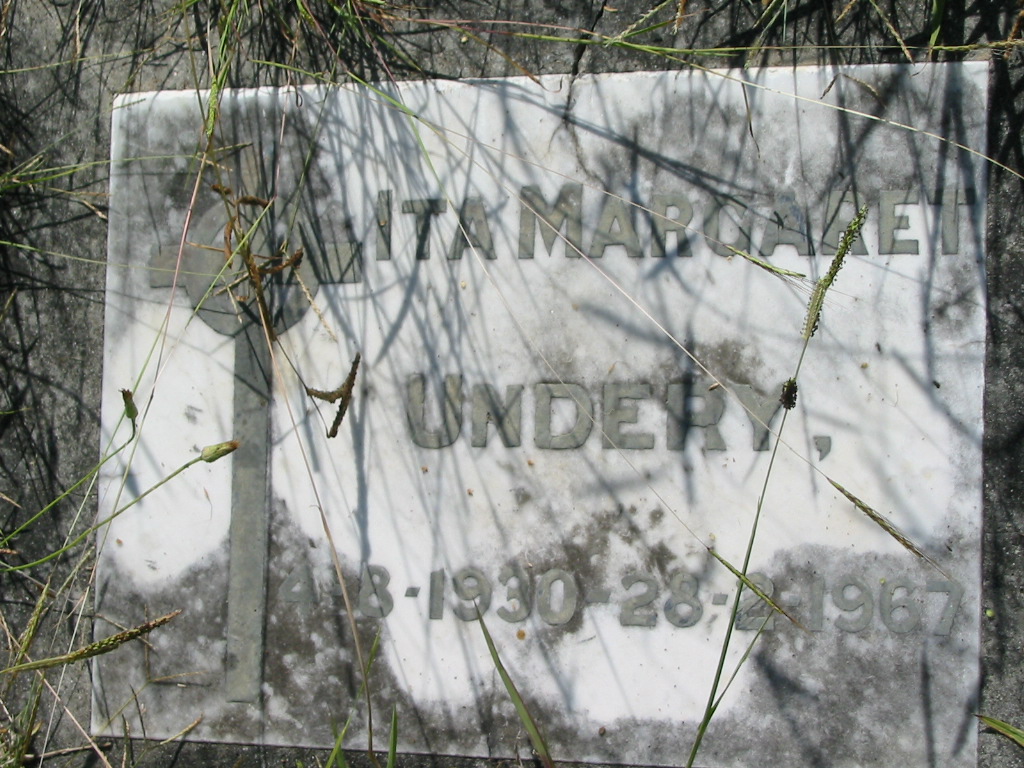 ITA MARGARET
UNDERY,
4-8-1930-28-2-1967